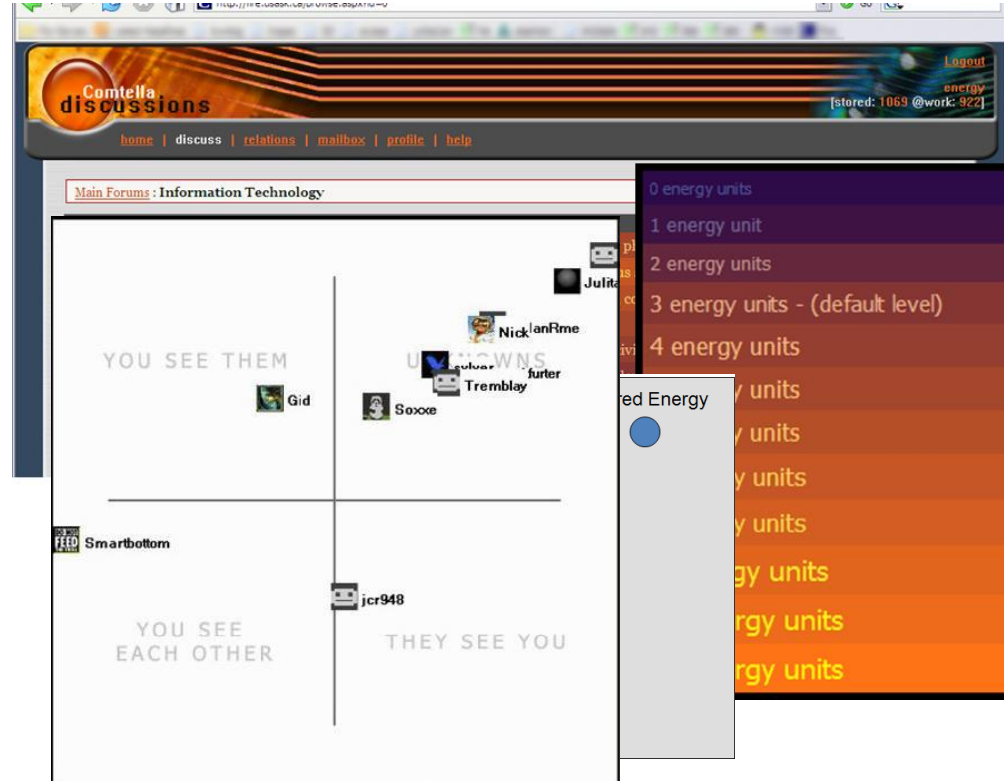 Logout
Comtella
discussions
energy
[stored: 1069 @work: 922]
home | discuss | relations | mailbox | profile | help
Main Forums : Information Technology
0 energy units
1 energy unit
2 energy units
3 energy units - (default level)
4 energy units
y units
y units
y units
y units
gy units
rgy units
rgy units
red Energy
Julita
Nick
lanRme
YOU SEE THEM
UNKNOWNS
furter
Tremblay
Gid
Soxxe
FEED
Smartbottom
jcr948
YOU SEE
EACH OTHER
THEY SEE YOU